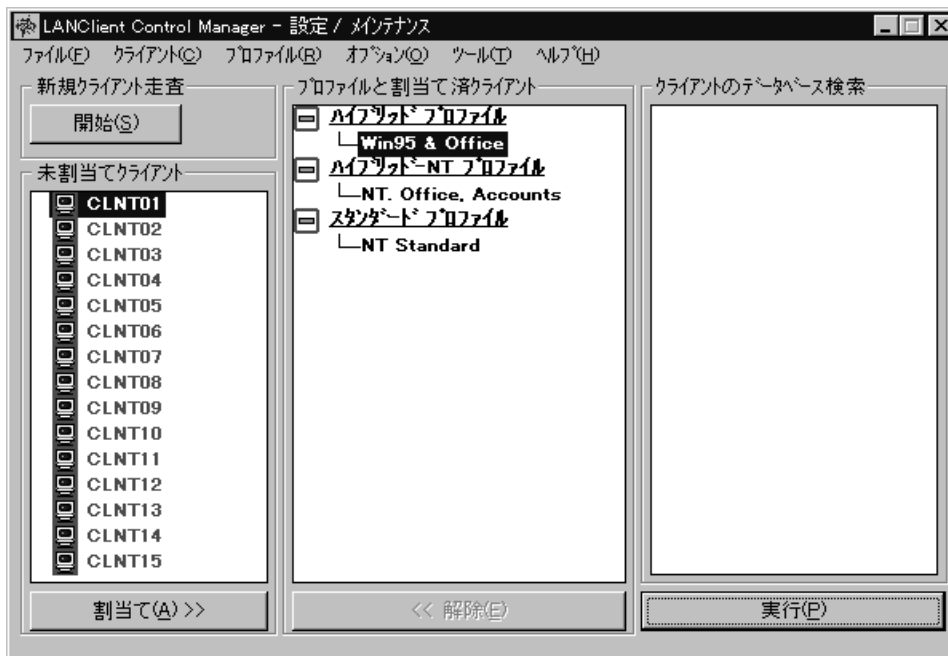 LANClient Control Manager - 設定 / ﾒｲﾝﾃﾅﾝｽ
ﾌｧｲﾙ(F) ｸﾗｲｱﾝﾄ(C) ﾌﾟﾛﾌｧｲﾙ(R) ｵﾌﾟｼｮﾝ(O) ﾂｰﾙ(T) ﾍﾙﾌﾟ(H)
新規ｸﾗｲｱﾝﾄ走査
開始(S)
未割当てｸﾗｲｱﾝﾄ
CLNT01
CLNT02
CLNT03
CLNT04
CLNT05
CLNT06
CLNT07
CLNT08
CLNT09
CLNT10
CLNT11
CLNT12
CLNT13
CLNT14
CLNT15
割当て(A) >>
ﾌﾟﾛﾌｧｲﾙと割当て済ｸﾗｲｱﾝﾄ
ﾊｲﾌﾞﾘｯﾄﾞ ﾌﾟﾛﾌｧｲﾙ
Win95 & Office
ﾊｲﾌﾞﾘｯﾄﾞ-NT ﾌﾟﾛﾌｧｲﾙ
NT. Office, Accounts
ｽﾀﾝﾀﾞｰﾄﾞ ﾌﾟﾛﾌｧｲﾙ
NT Standard
<< 解除(E)
ｸﾗｲｱﾝﾄのﾃﾞｰﾀﾍﾞｰｽ検索
実行(P)